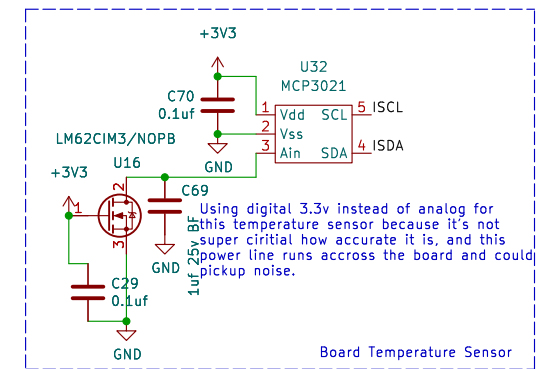 +3V3
U32
MCP3021
C70
0.1uf
1 Vdd SCL 5 ISCL
2 Vss
3 Ain SDA 4 ISDA
GND
LM62CIM3/NOPB
U16
+3V3
2
1
3
C69
1uf 25v BF
GND
Using digital 3.3v instead of analog for
this temperature sensor because it's not
super ciritial how accurate it is, and this
power line runs accross the board and could
pickup noise.
C29
0.1uf
GND
Board Temperature Sensor